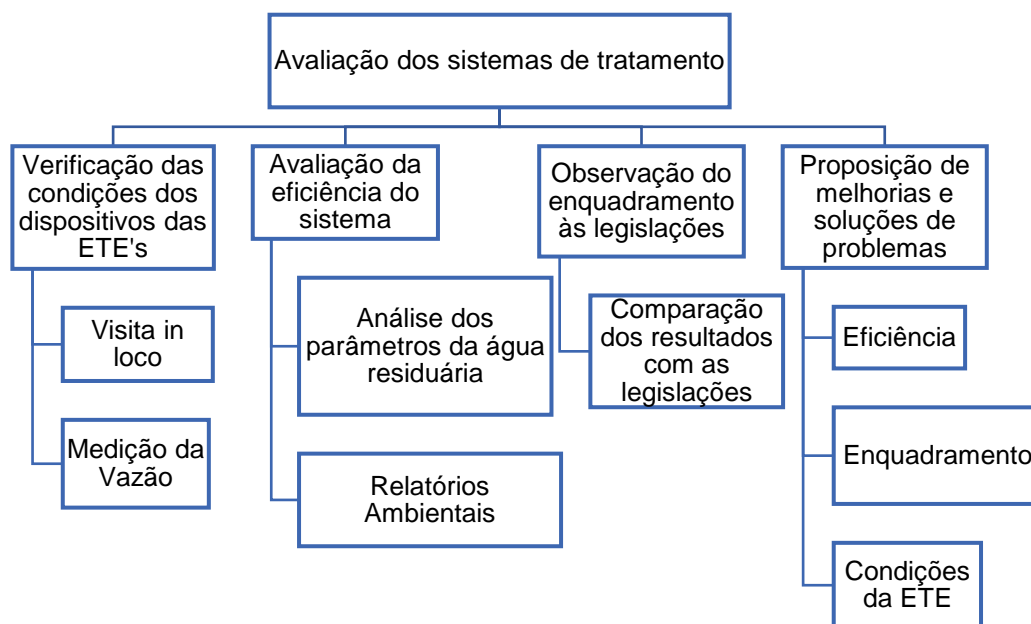 Avaliação dos sistemas de tratamento
Verificação das
condições dos
dispositivos das
ETE's
Visita in
loco
Medição da
Vazão
Avaliação da
eficiência do
sistema
Análise dos
parâmetros da água
residuária
Relatórios
Ambientais
Observação do
enquadramento
às legislações
Comparação
dos resultados
com as
legislações
Proposição de
melhorias e
soluções de
problemas
Eficiência
Enquadramento
Condições
da ETE